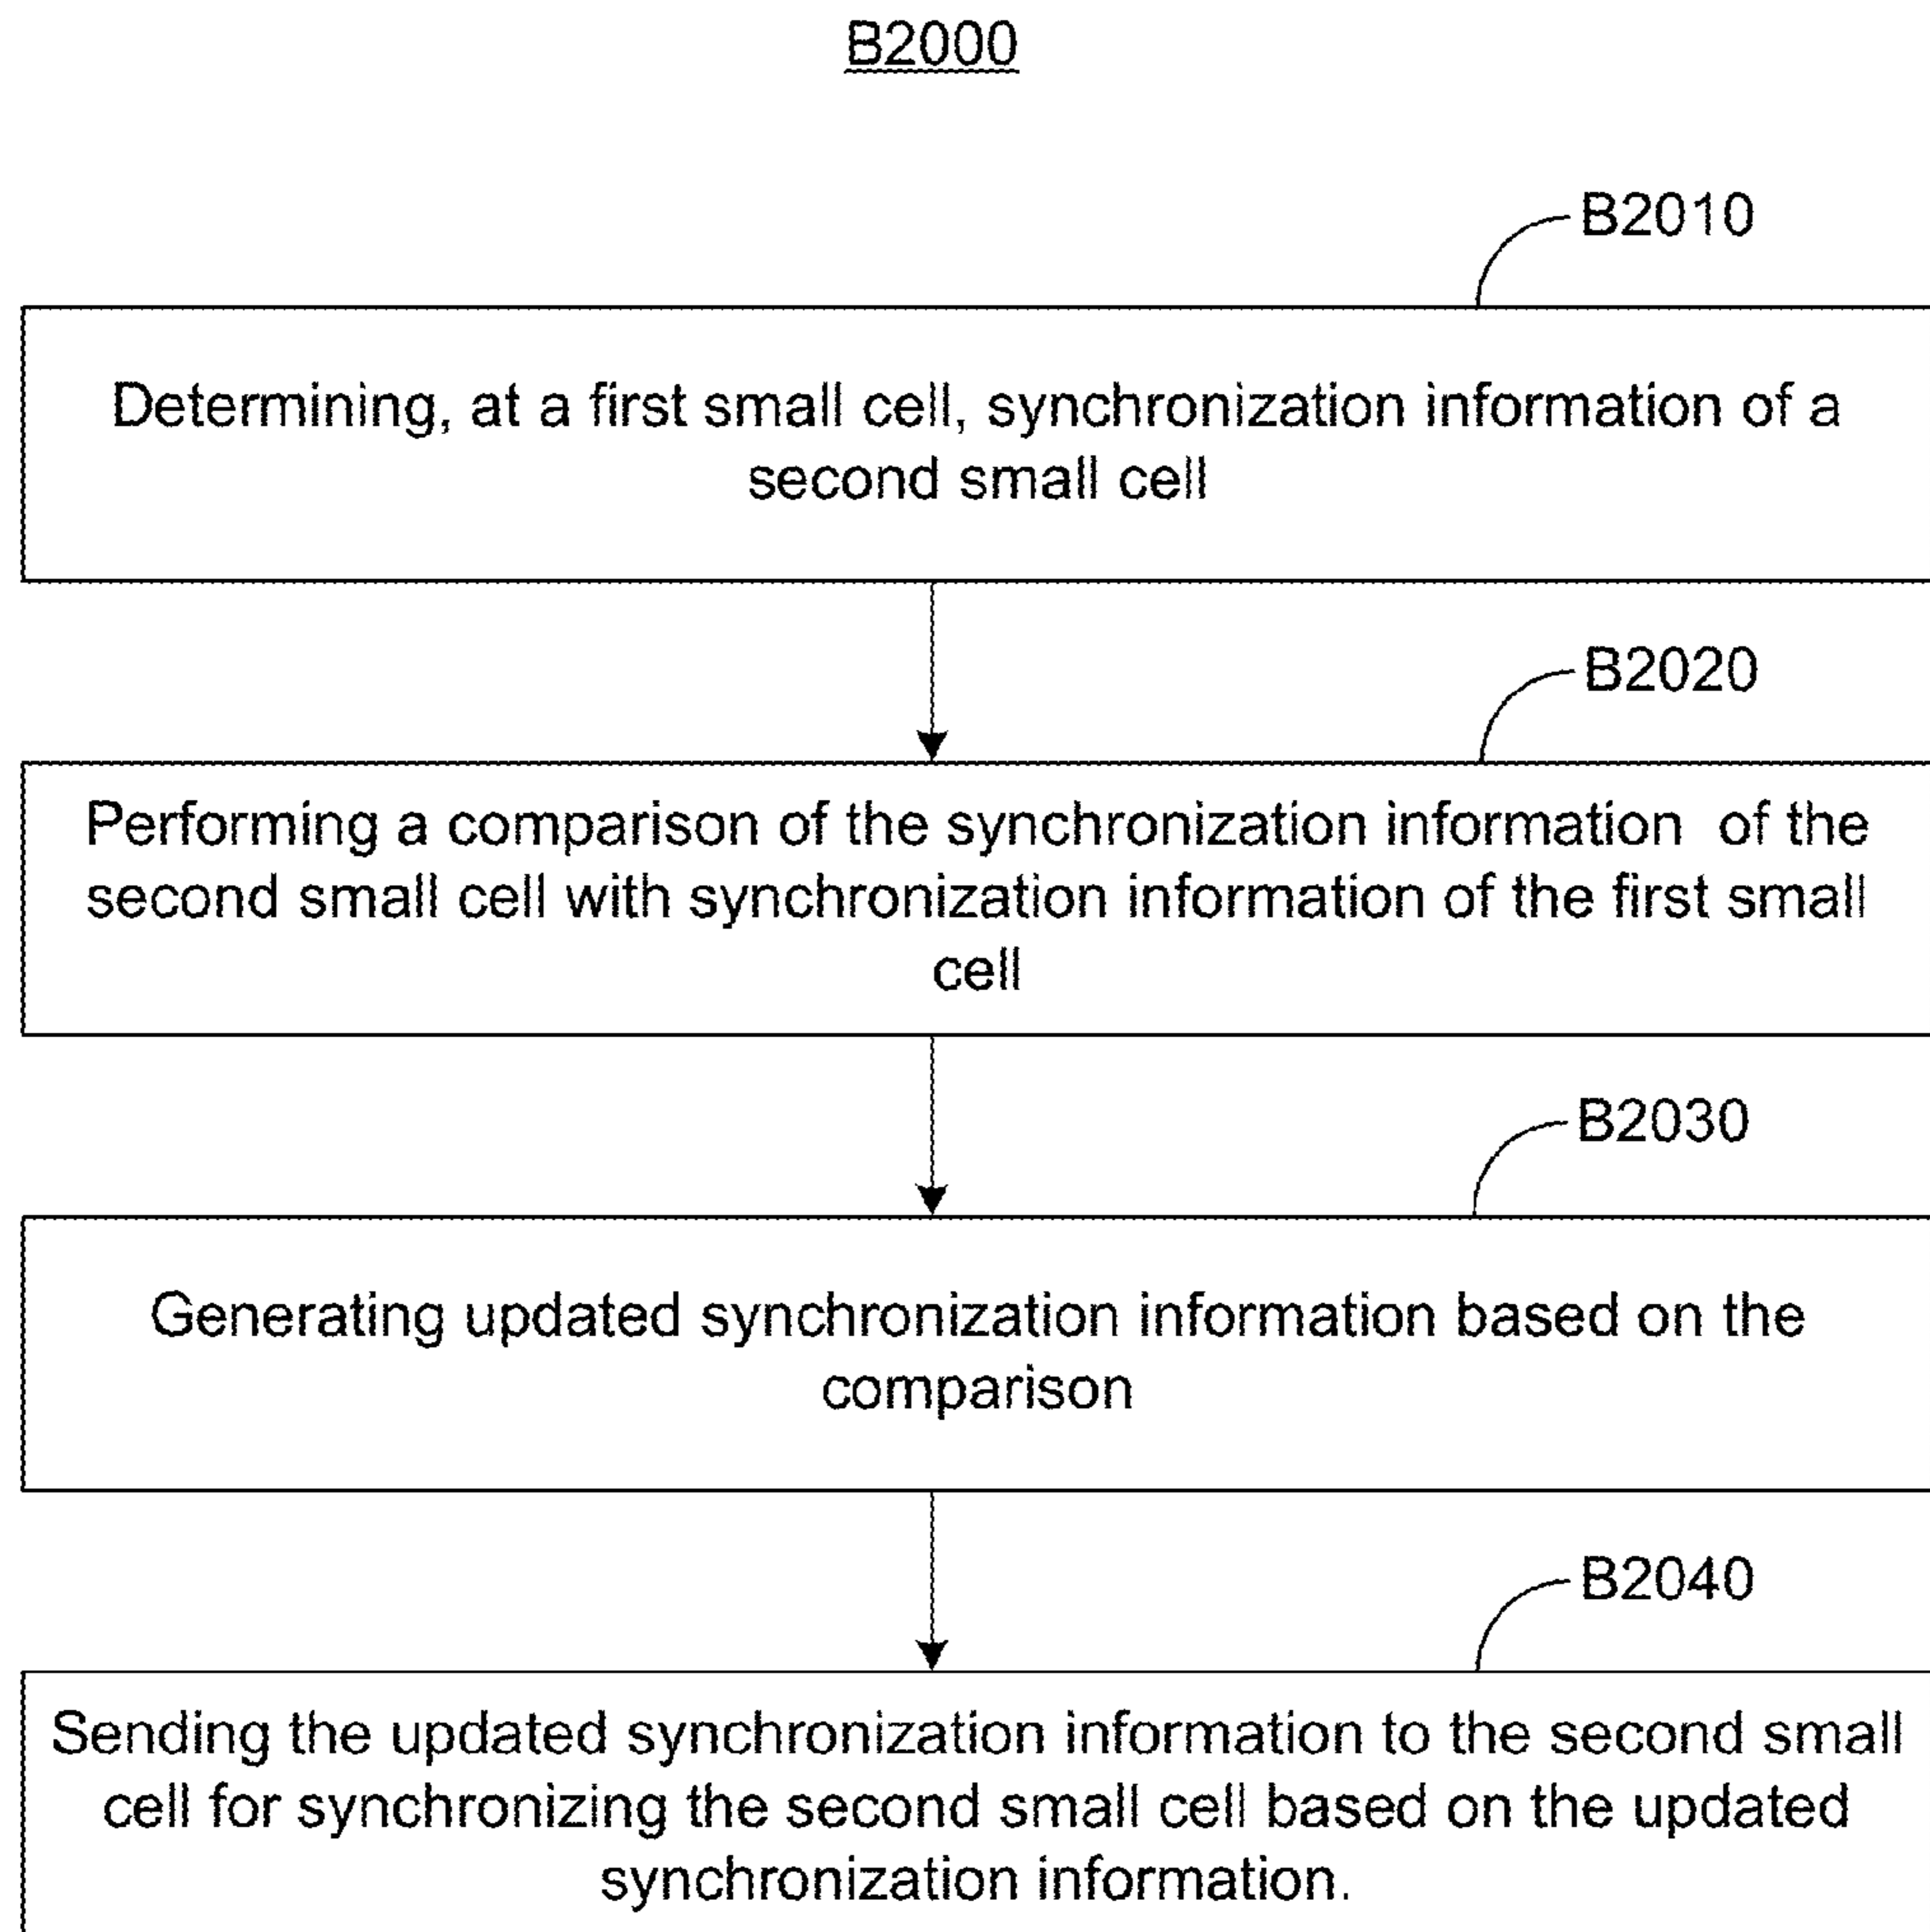 B2000
B2010
Determining, at a first small cell, synchronization information of a
second small cell
B2020
Performing a comparison of the synchronization information  of the
second small cell with synchronization information of the first small
cell
B2030
Generating updated synchronization information based on the
comparison
B2040
Sending the updated synchronization information to the second small
cell for synchronizing the second small cell based on the updated
synchronization information.